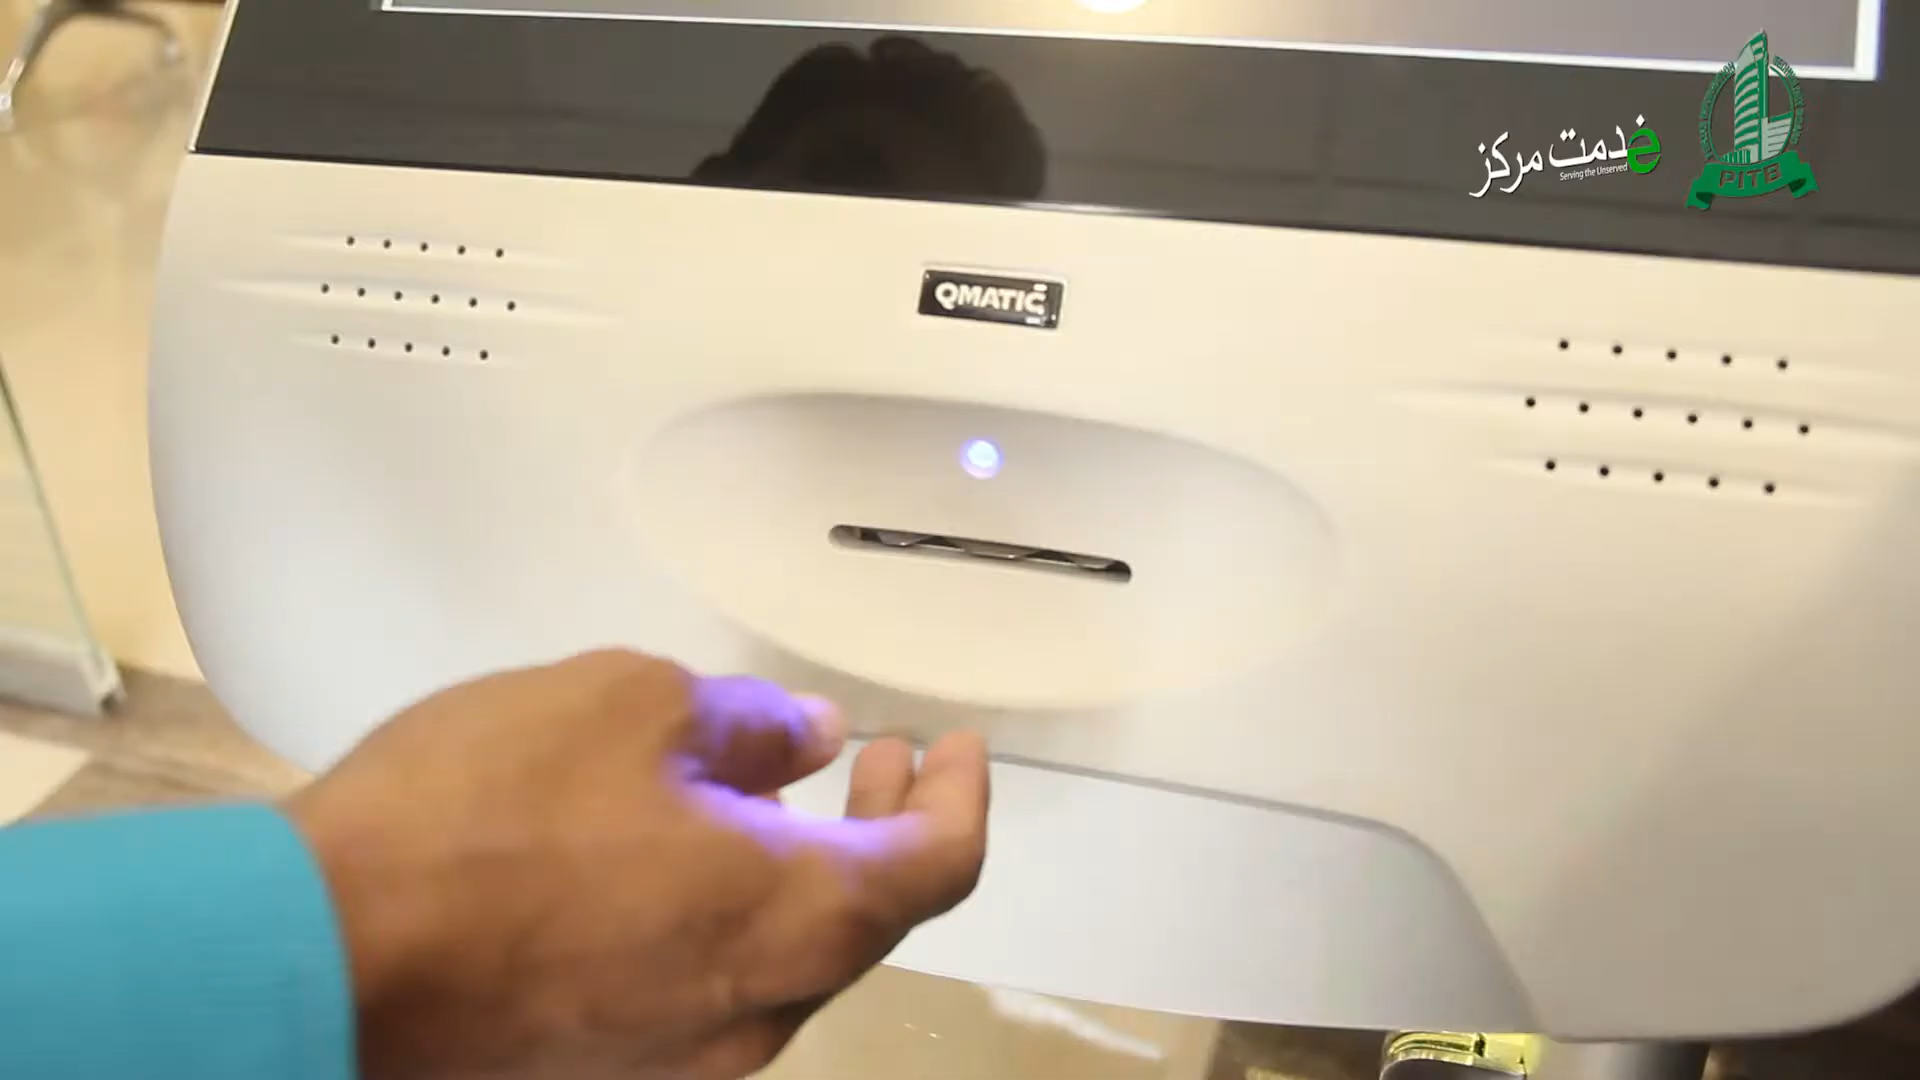 خدمت مرکز
Serving the Unserved
PITB
QMATIC